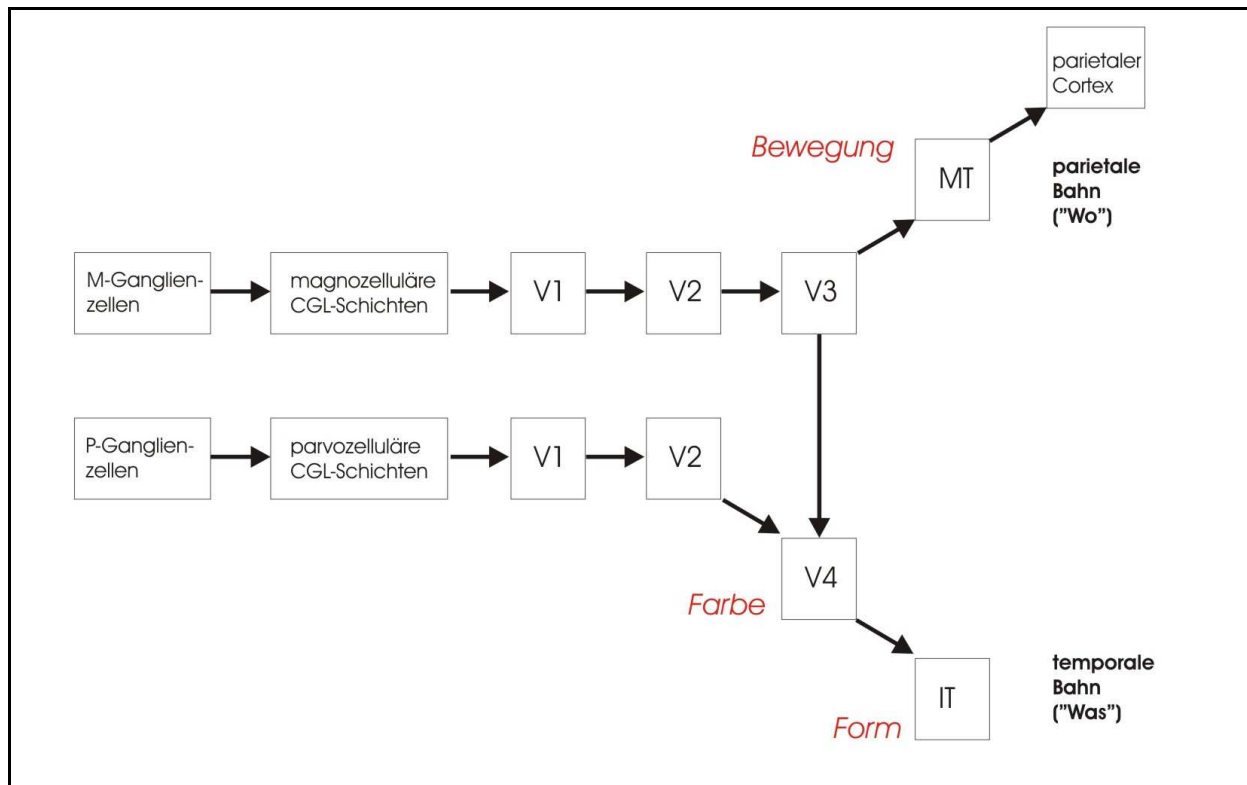 parietaler
Cortex
Bewegung
MT
parietale
Bahn
("Wo")
M-Ganglien-
zellen
magnozelluläre
CGL-Schichten
V1
V2
V3
P-Ganglien-
zellen
parvozelluläre
CGL-Schichten
V1
V2
V4
Farbe
IT
temporale
Bahn
("Was")
Form